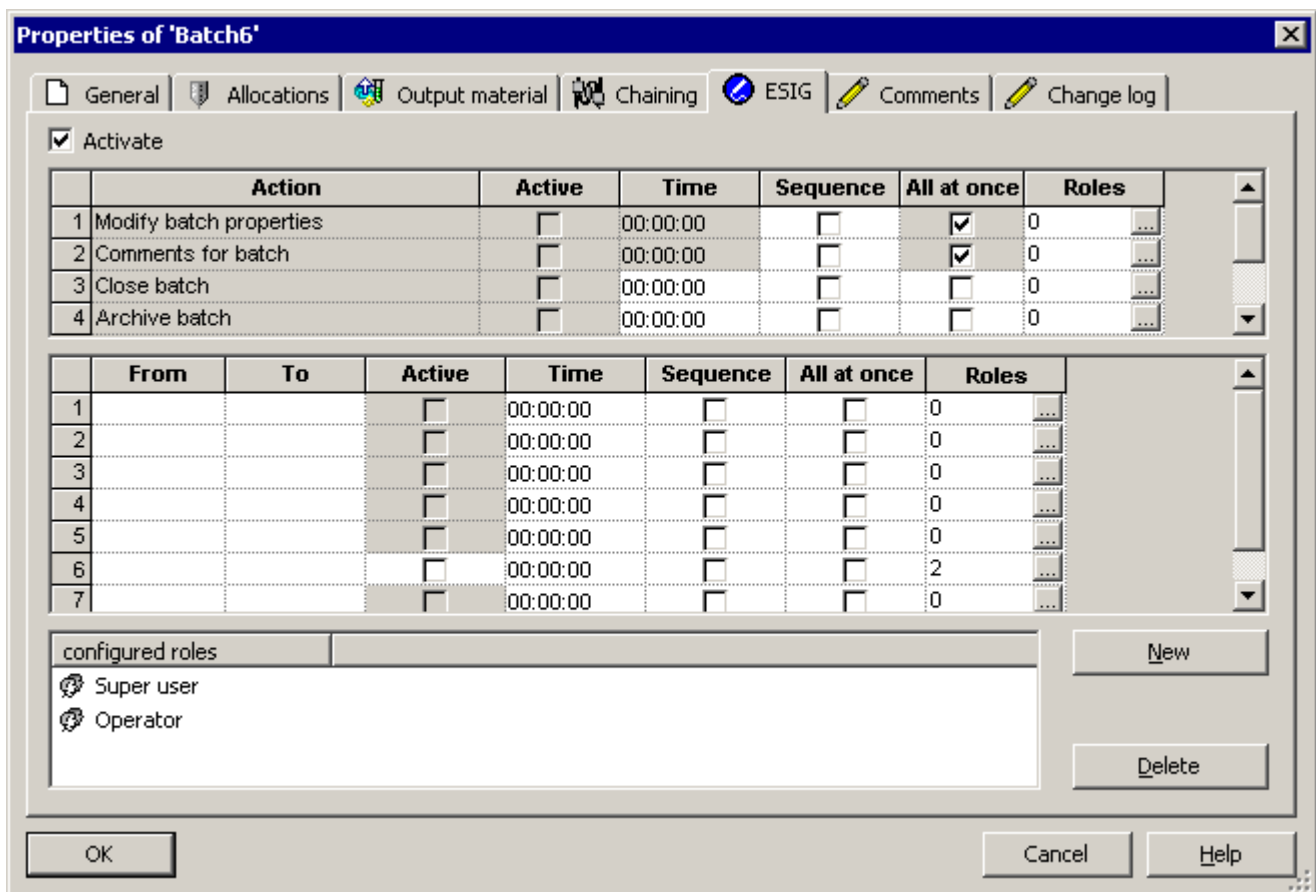 Properties of 'Batch6'
General Allocations Output material Chaining ESIG Comments Change log
Activate
Action Active Time Sequence All at once Roles
1 Modify batch properties 00:00:00 0 ...
2 Comments for batch 00:00:00 0 ...
3 Close batch 00:00:00 0 ...
4 Archive batch 00:00:00 0 ...
From To Active Time Sequence All at once Roles
1 00:00:00 0 ...
2 00:00:00 0 ...
3 00:00:00 0 ...
4 00:00:00 0 ...
5 00:00:00 0 ...
6 00:00:00 2 ...
7 00:00:00 0 ...
configured roles New
Super user
Operator
Delete
OK Cancel Help